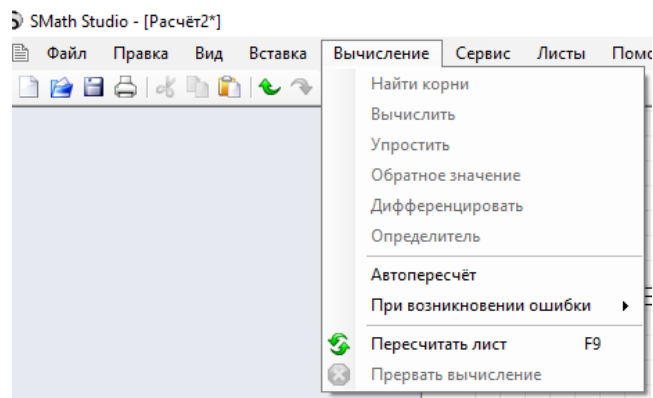 SMath Studio - [Расчёт2*]
Файл Правка Вид Вставка Вычисление Сервис Листы
Найти корни
Вычислить
Упростить
Обратное значение
Дифференцировать
Определитель
Автопересчёт
При возникновении ошибки
Пересчитать лист F9
Прервать вычисление